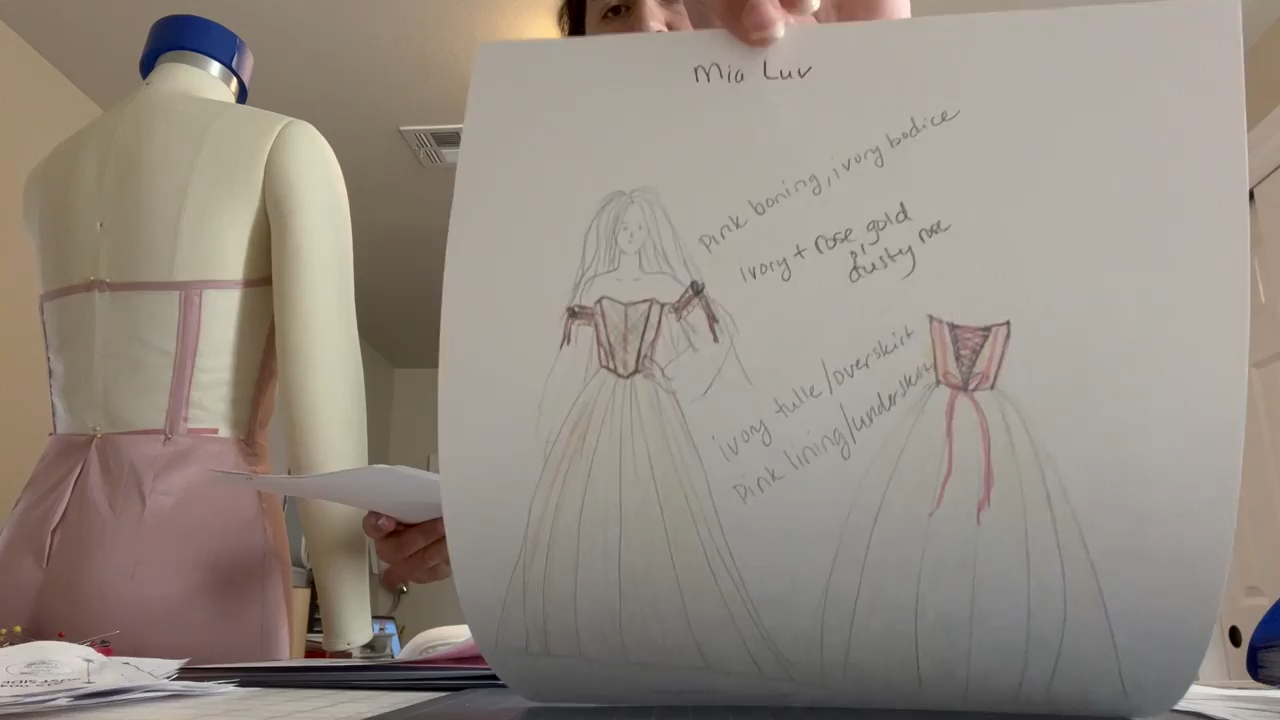 Mia Luv
Pink boning, ivory bodice
ivory + rose gold
& dusty rose
ivory tulle/overskirt
Pink lining/underskirt